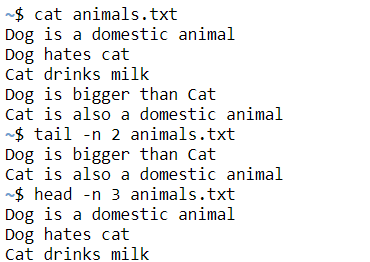 ~$ cat animals.txt
Dog is a domestic animal
Dog hates cat
Cat drinks milk
Dog is bigger than Cat
Cat is also a domestic animal
~$ tail -n 2 animals.txt
Dog is bigger than Cat
Cat is also a domestic animal
~$ head -n 3 animals.txt
Dog is a domestic animal
Dog hates cat
Cat drinks milk